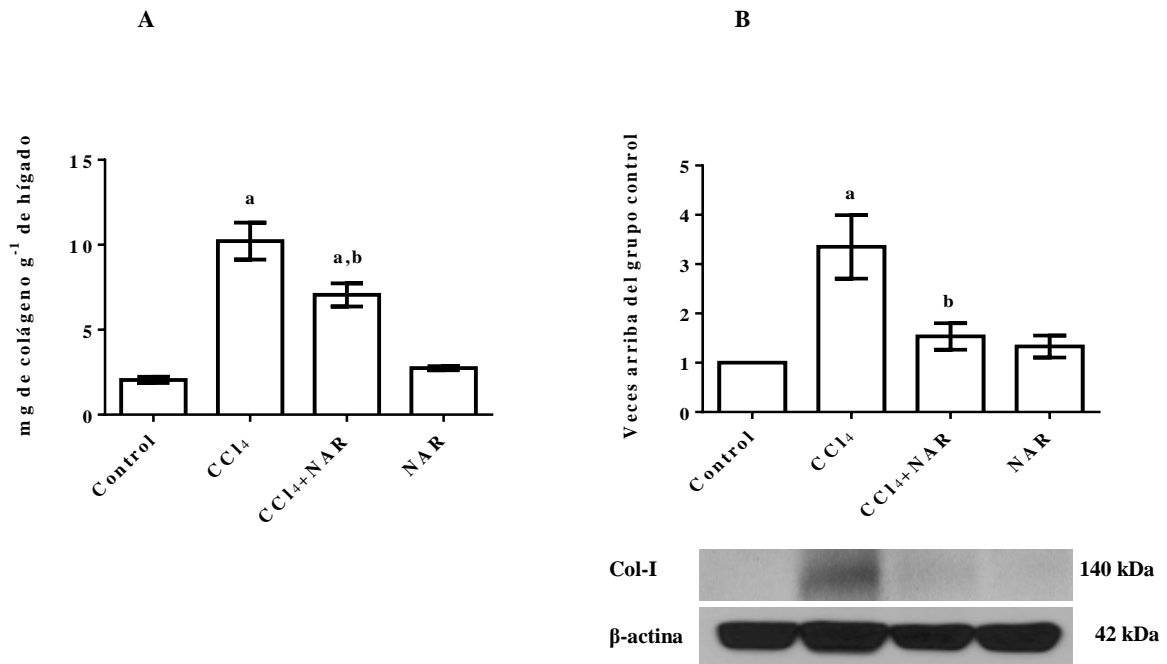 A
mg de colágeno g⁻¹ de hígado
15
10
5
0
a
a,b
Control
CCl₄
CCl₄+NAR
NAR
B
Veces arriba del grupo control
5
4
3
2
1
0
a
b
Control
CCl₄
CCl₄+NAR
NAR
Col-I 140 kDa
β-actina 42 kDa